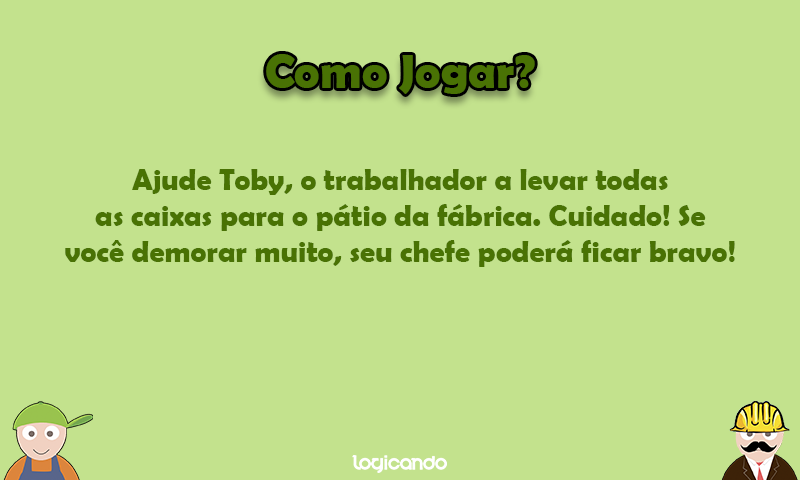 Como Jogar?
Ajude Toby, o trabalhador a levar todas
as caixas para o pátio da fábrica. Cuidado! Se
você demorar muito, seu chefe poderá ficar bravo!
Logicando